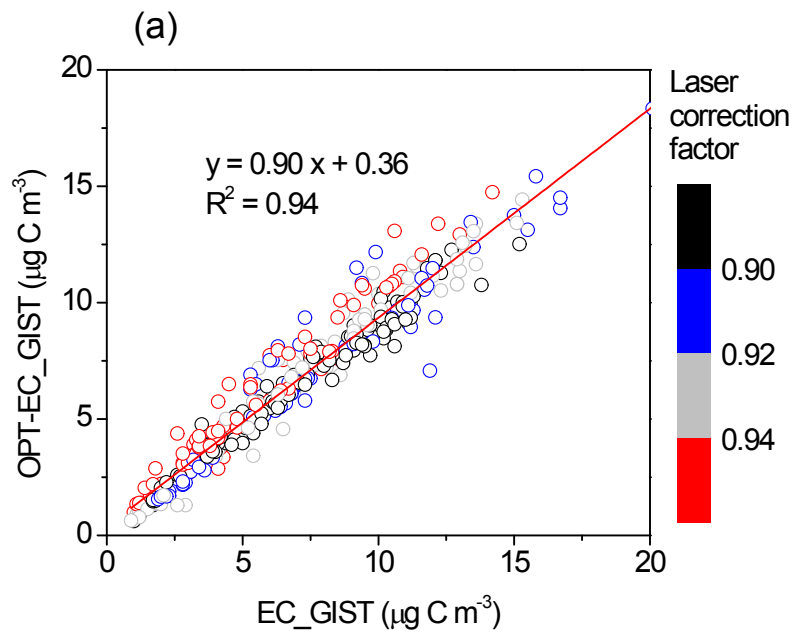 (a)
20
15
10
5
0
OPT-EC_GIST (μg C m⁻³)
y = 0.90 x + 0.36
R² = 0.94
0 5 10 15 20
EC_GIST (μg C m⁻³)
Laser
correction
factor
0.90
0.92
0.94